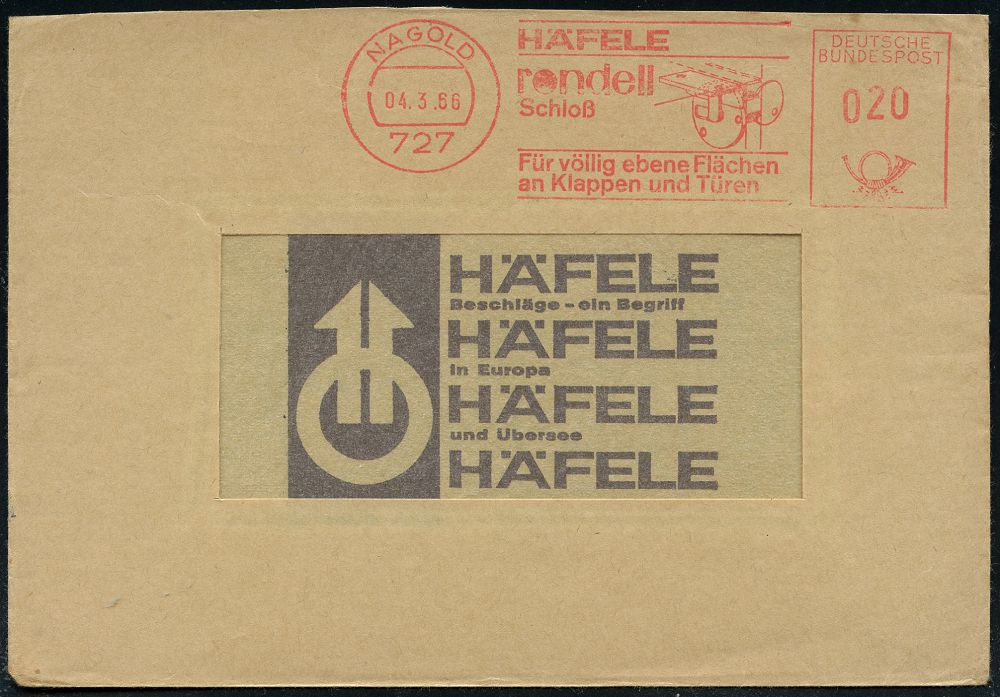 NAGOLD
04.3.66
727
HÄFELE
rondell
Schloß
Für völlig ebene Flächen
an Klappen und Türen
DEUTSCHE
BUNDESPOST
020
HÄFELE
Beschläge - ein Begriff
HÄFELE
in Europa
HÄFELE
und Übersee
HÄFELE